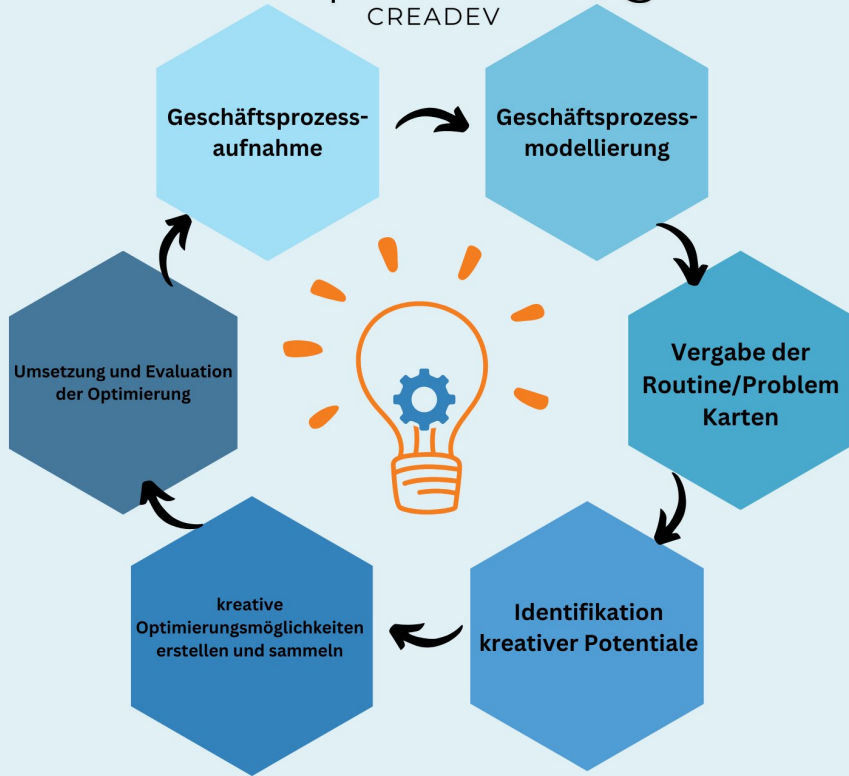 CREADEV
Geschäftsprozess-
aufnahme
Geschäftsprozess-
modellierung
Vergabe der
Routine/Problem
Karten
Identifikation
kreativer Potentiale
kreative
Optimierungsmöglichkeiten
erstellen und sammeln
Umsetzung und Evaluation
der Optimierung